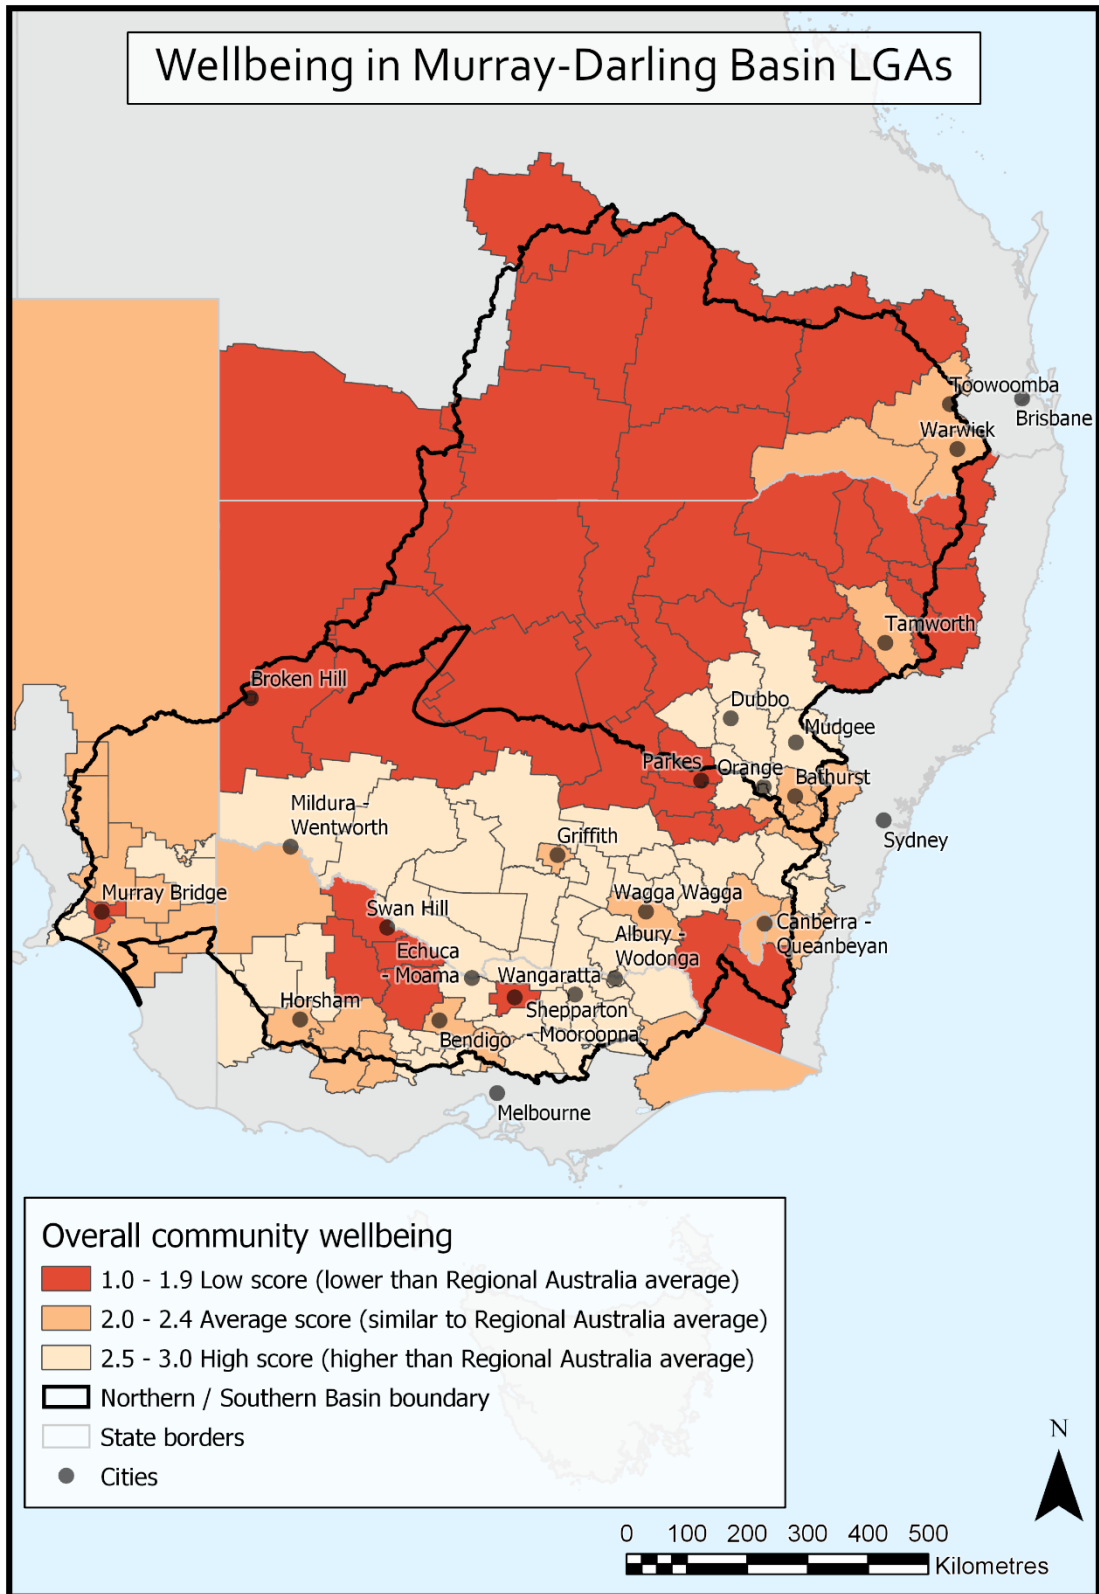 Wellbeing in Murray-Darling Basin LGAs
Toowoomba
Brisbane
Warwick
Tamworth
Broken Hill
Dubbo
Mudgee
Parkes
Orange
Bathurst
Mildura -
Wentworth
Griffith
Sydney
Murray Bridge
Swan Hill
Wagga Wagga
Canberra -
Queanbeyan
Echuca
- Moama
Albury -
Wodonga
Wangaratta
Horsham
Shepparton
- Mooroopna
Bendigo
Melbourne
Overall community wellbeing
1.0 - 1.9 Low score (lower than Regional Australia average)
2.0 - 2.4 Average score (similar to Regional Australia average)
2.5 - 3.0 High score (higher than Regional Australia average)
Northern / Southern Basin boundary
State borders
Cities
N
0 100 200 300 400 500
Kilometres